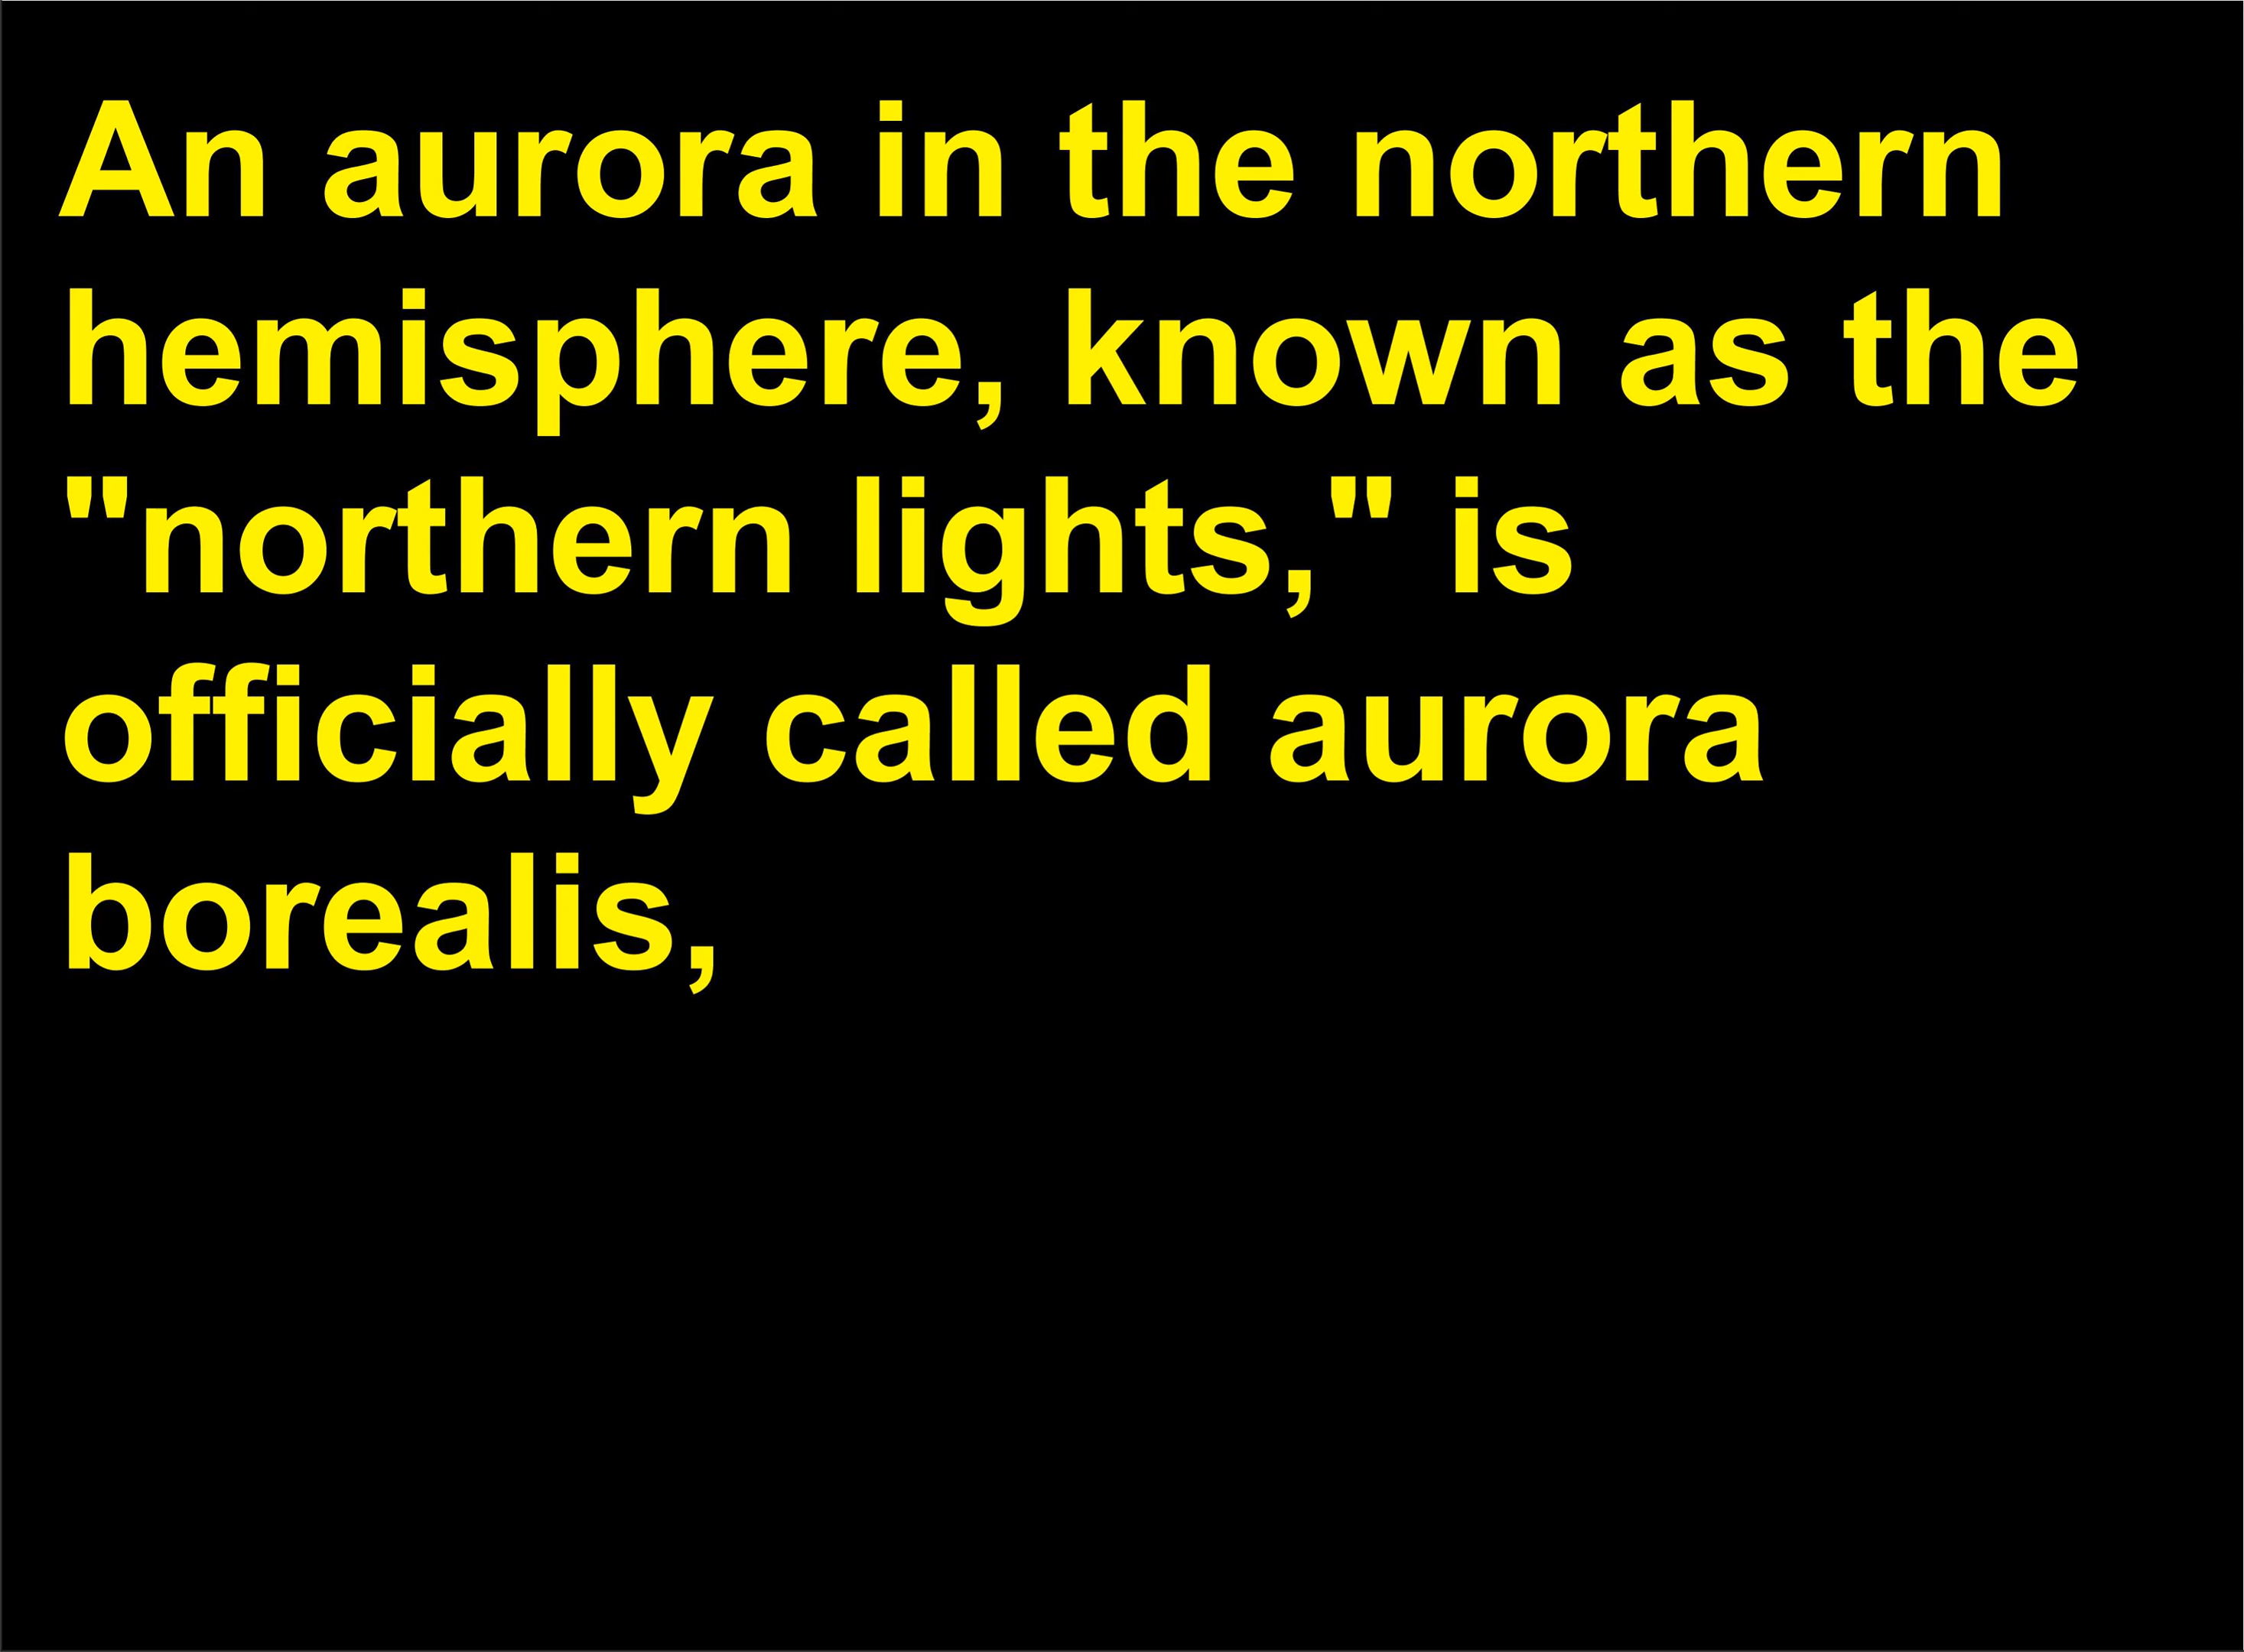 An aurora in the northern
hemisphere, known as the
"northern lights," is
officially called aurora
borealis,